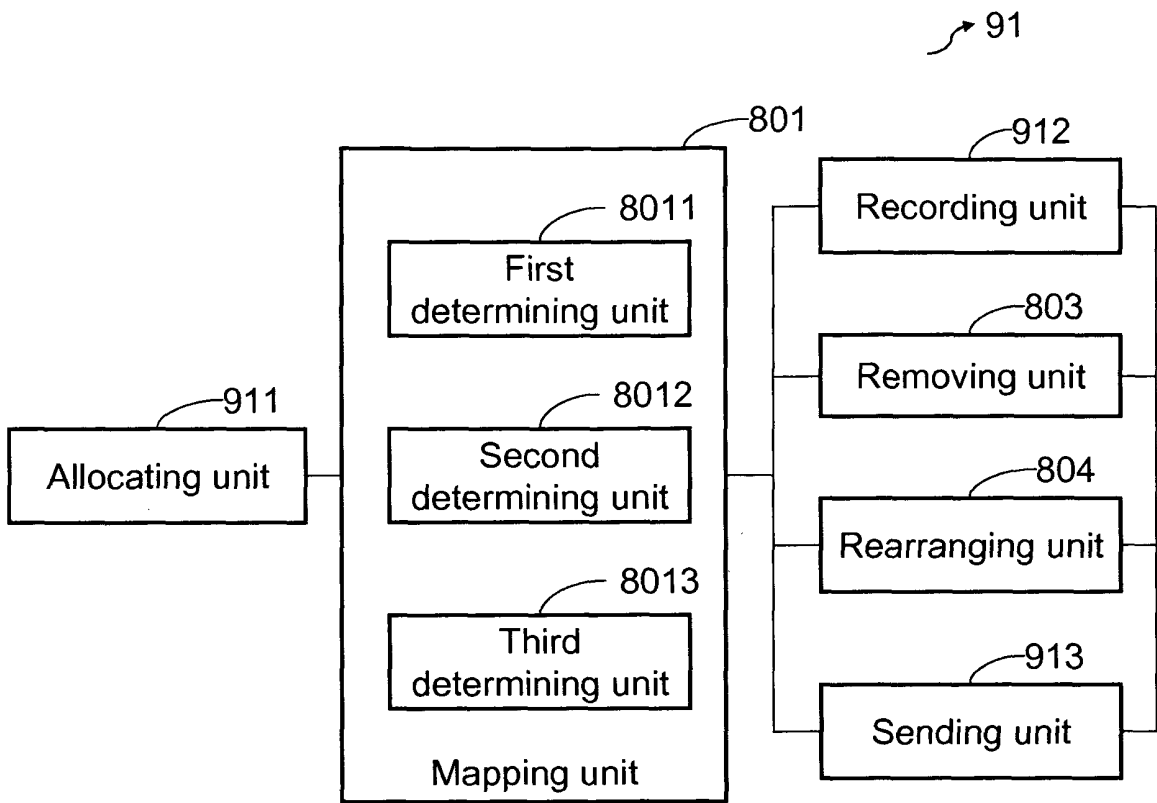 91
801
912
Recording unit
8011
First
determining unit
803
Removing unit
911
Allocating unit
8012
Second
determining unit
804
Rearranging unit
8013
Third
determining unit
913
Sending unit
Mapping unit